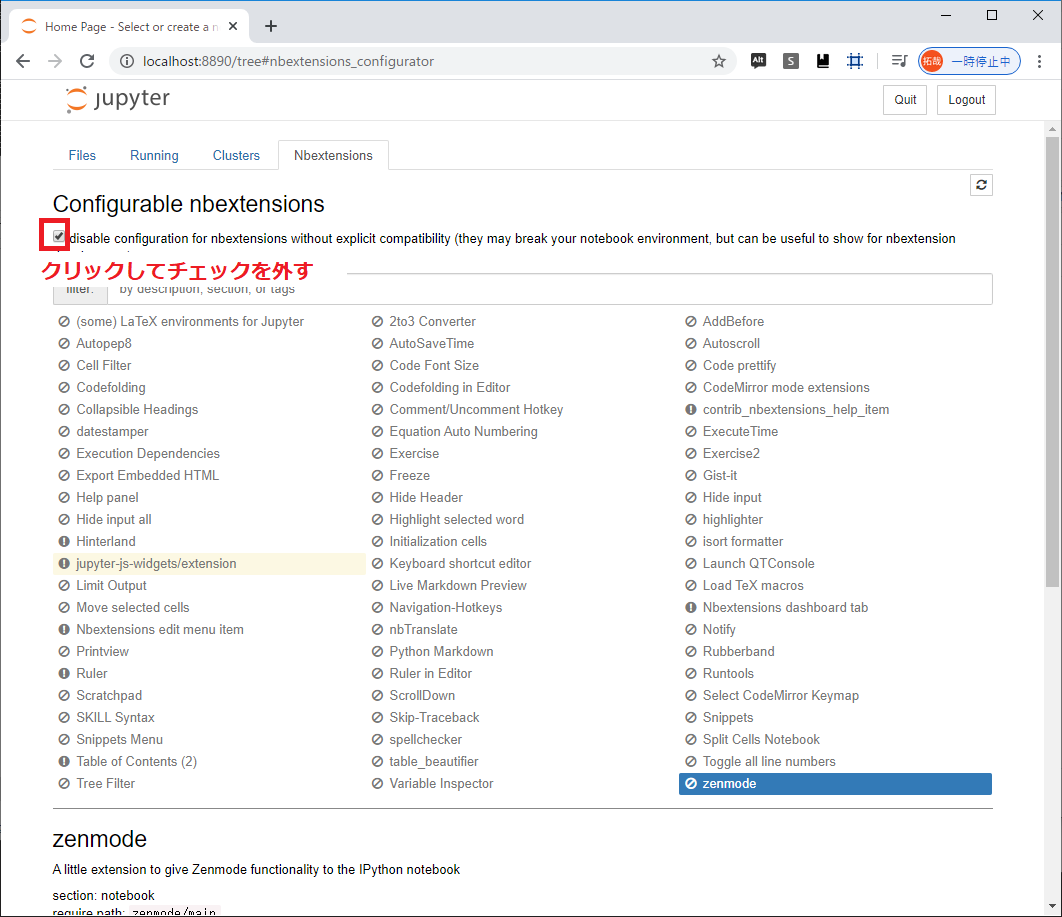 Home Page - Select or create a n
localhost:8890/tree#nbextensions_configurator
Alt
S
拓哉 一時停止中
jupyter
Quit
Logout
Files
Running
Clusters
Nbextensions
Configurable nbextensions
disable configuration for nbextensions without explicit compatibility (they may break your notebook environment, but can be useful to show for nbextension
クリックしてチェックを外す
filter:
by description, section, or tags
(some) LaTeX environments for Jupyter
2to3 Converter
AddBefore
Autopep8
AutoSaveTime
Autoscroll
Cell Filter
Code Font Size
Code prettify
Codefolding
Codefolding in Editor
CodeMirror mode extensions
Collapsible Headings
Comment/Uncomment Hotkey
contrib_nbextensions_help_item
datestamper
Equation Auto Numbering
ExecuteTime
Execution Dependencies
Exercise
Exercise2
Export Embedded HTML
Freeze
Gist-it
Help panel
Hide Header
Hide input
Hide input all
Highlight selected word
highlighter
Hinterland
Initialization cells
isort formatter
jupyter-js-widgets/extension
Keyboard shortcut editor
Launch QTConsole
Limit Output
Live Markdown Preview
Load TeX macros
Move selected cells
Navigation-Hotkeys
Nbextensions dashboard tab
Nbextensions edit menu item
nbTranslate
Notify
Printview
Python Markdown
Rubberband
Ruler
Ruler in Editor
Runtools
Scratchpad
ScrollDown
Select CodeMirror Keymap
SKILL Syntax
Skip-Traceback
Snippets
Snippets Menu
spellchecker
Split Cells Notebook
Table of Contents (2)
table_beautifier
Toggle all line numbers
Tree Filter
Variable Inspector
zenmode
zenmode
A little extension to give Zenmode functionality to the IPython notebook
section: notebook
require path: zenmode/main